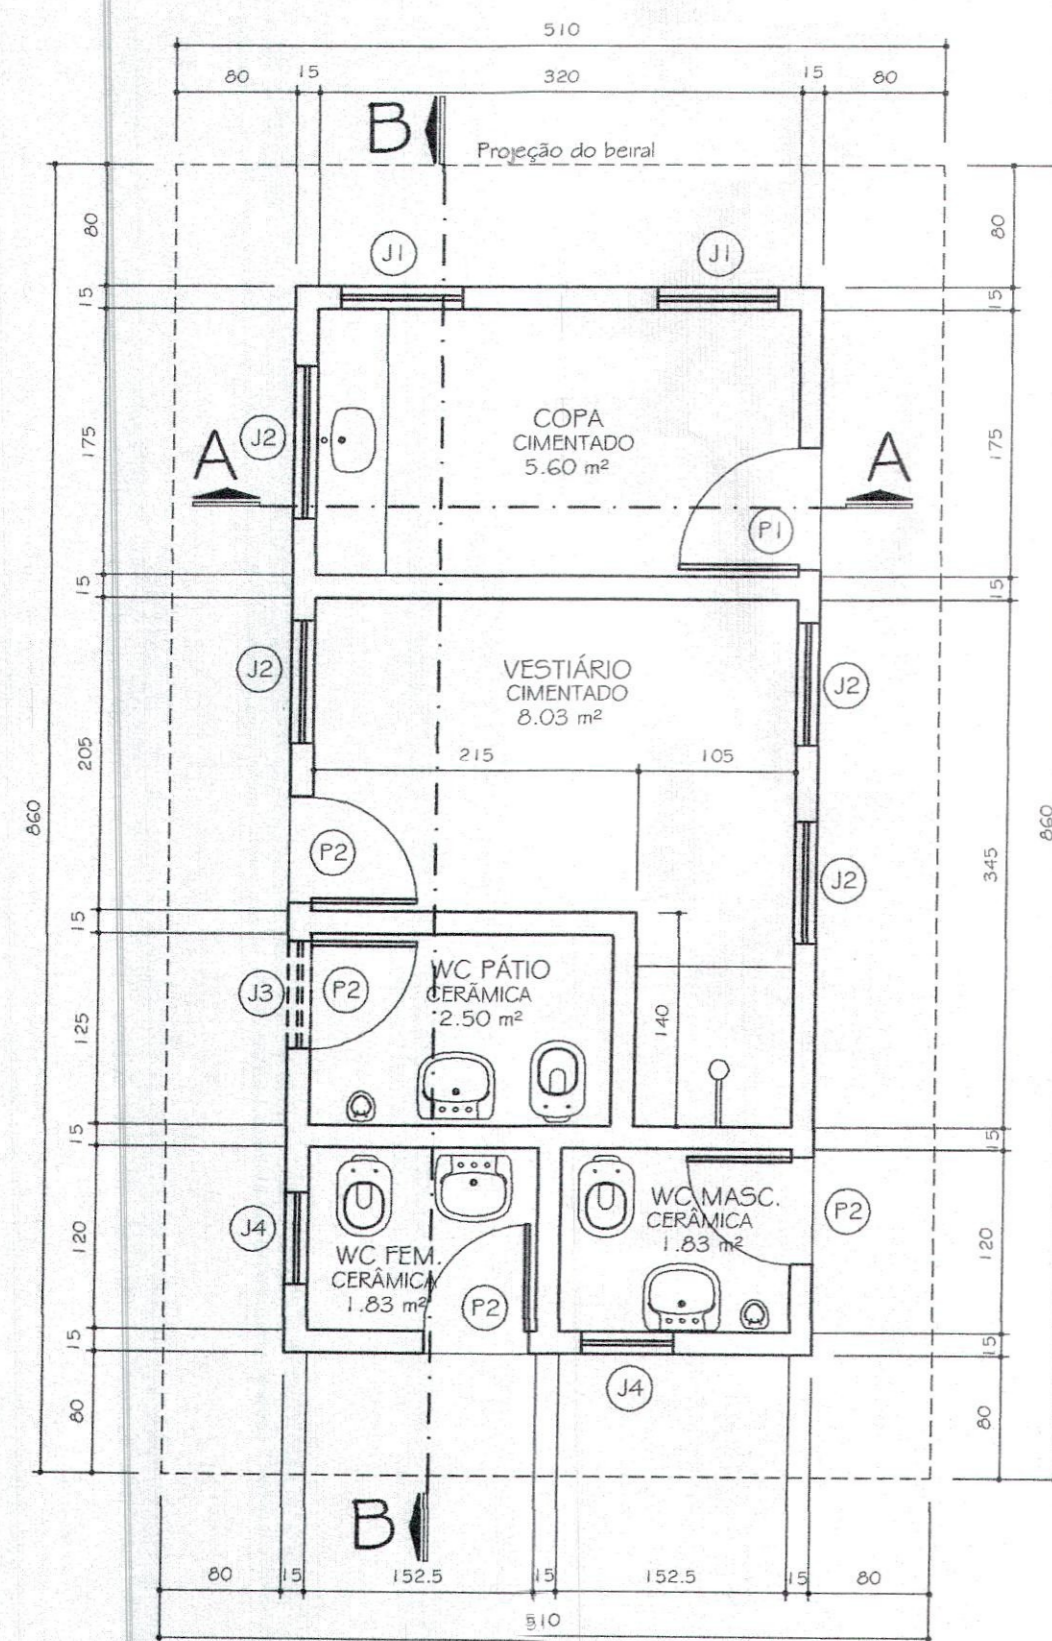 510
80 15 320 15 80
B
Projeção do beiral
80 80
J1 J1
15 15
COPA
CIMENTADO
5.60 m²
J2
A A
175 175
P1
15 15
VESTIÁRIO
CIMENTADO
8.03 m²
J2 J2
215 105
205
860 860
P2
J2
345
15
WC PÁTIO
CERÃMICA
2.50 m²
J3 P2
125
140
15 15
WC MASC.
CERÂMICA
1.83 m²
P2
J4
120 120
WC FEM.
CERÂMICA
1.83 m²
P2
15 15
J4
80 80
B
80 15 152.5 15 152.5 15 80
510